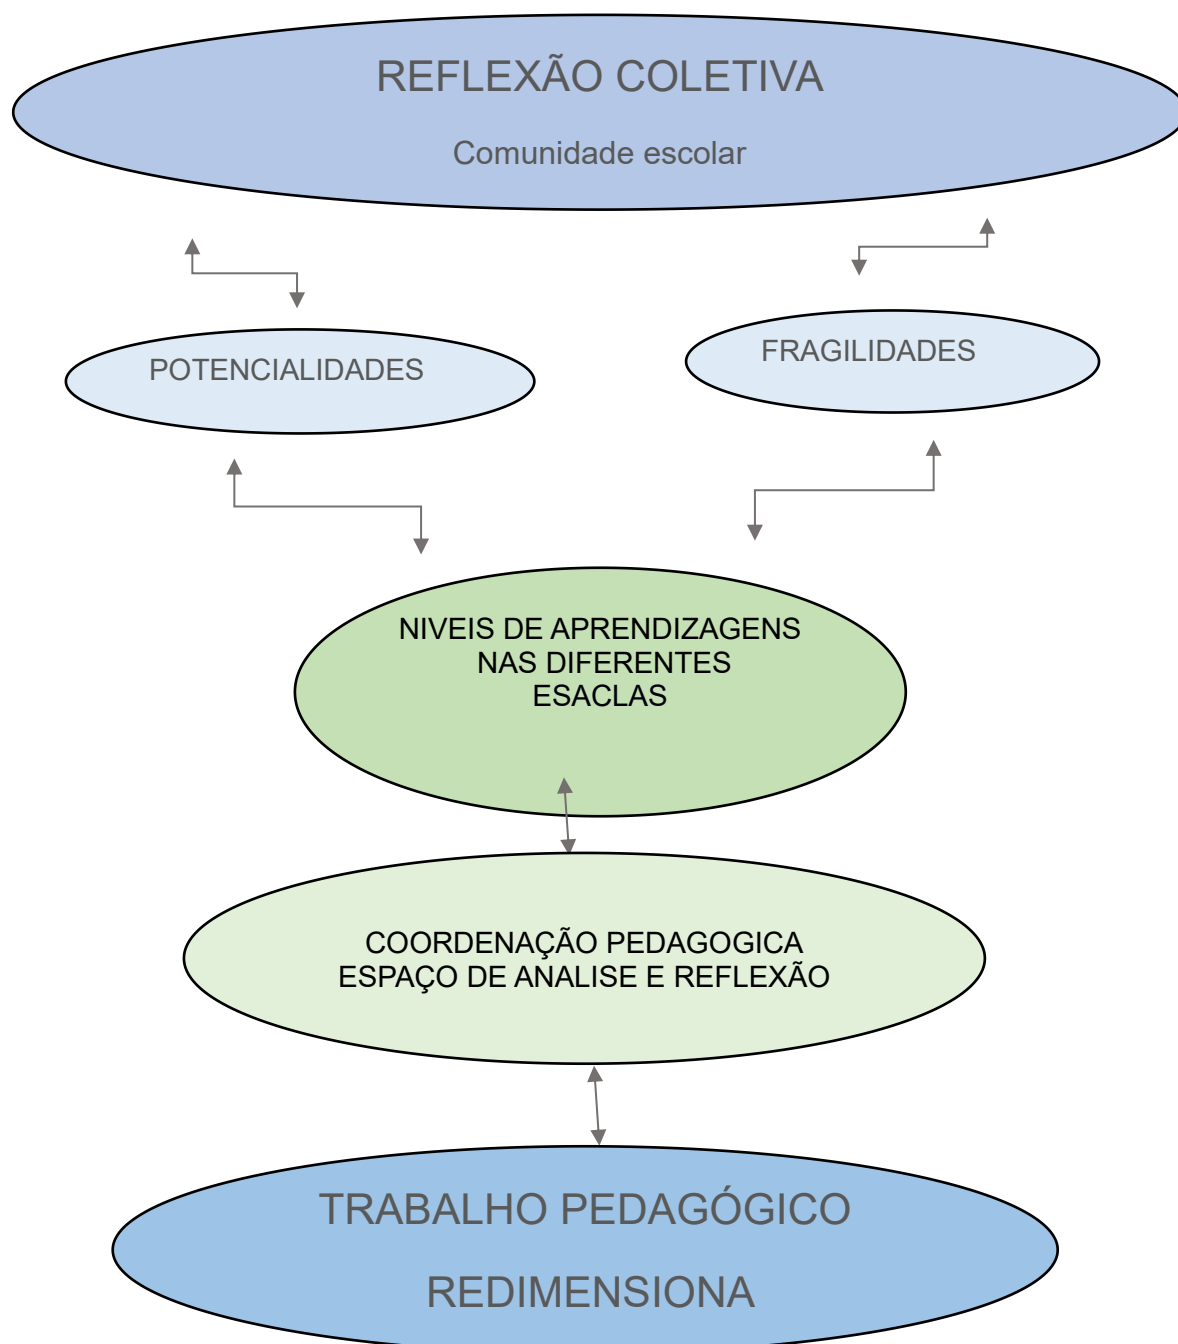 REFLEXÃO COLETIVA
Comunidade escolar
POTENCIALIDADES
FRAGILIDADES
NIVEIS DE APRENDIZAGENS
NAS DIFERENTES
ESACLAS
COORDENAÇÃO PEDAGOGICA
ESPAÇO DE ANALISE E REFLEXÃO
TRABALHO PEDAGÓGICO
REDIMENSIONA